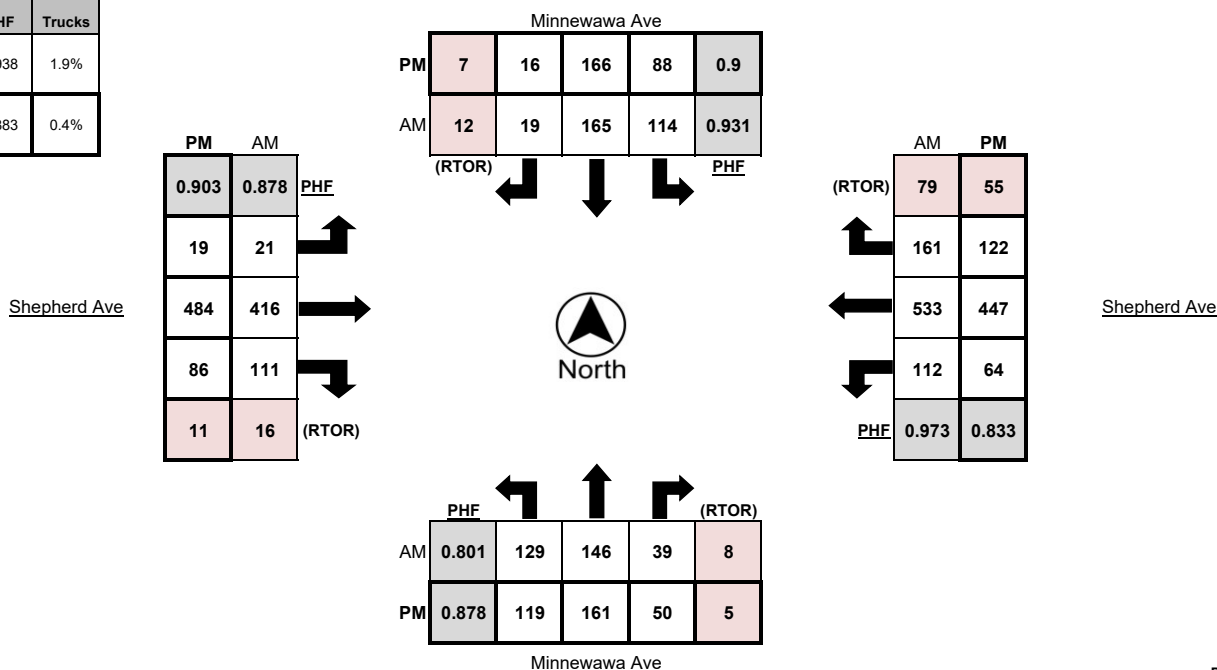 Trucks
1.9%
0.4%
Minnewawa Ave
PM 7 16 166 88 0.9
AM 12 19 165 114 0.931
(RTOR) PHF
PM AM
0.903 0.878 PHF
19 21
484 416
86 111
11 16 (RTOR)
Shepherd Ave
North
AM PM
(RTOR) 79 55
161 122
533 447
112 64
PHF 0.973 0.833
Shepherd Ave
PHF (RTOR)
AM 0.801 129 146 39 8
PM 0.878 119 161 50 5
Minnewawa Ave